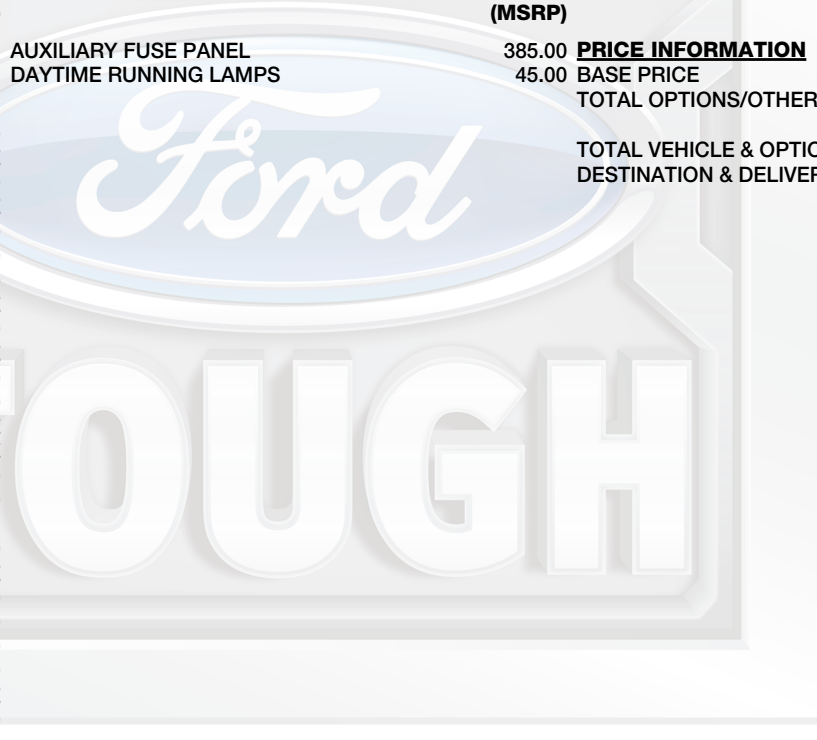 (MSRP)
AUXILIARY FUSE PANEL 385.00 PRICE INFORMATION
DAYTIME RUNNING LAMPS 45.00 BASE PRICE
TOTAL OPTIONS/OTHER
TOTAL VEHICLE & OPTIO
DESTINATION & DELIVER
Ford
TOUGH